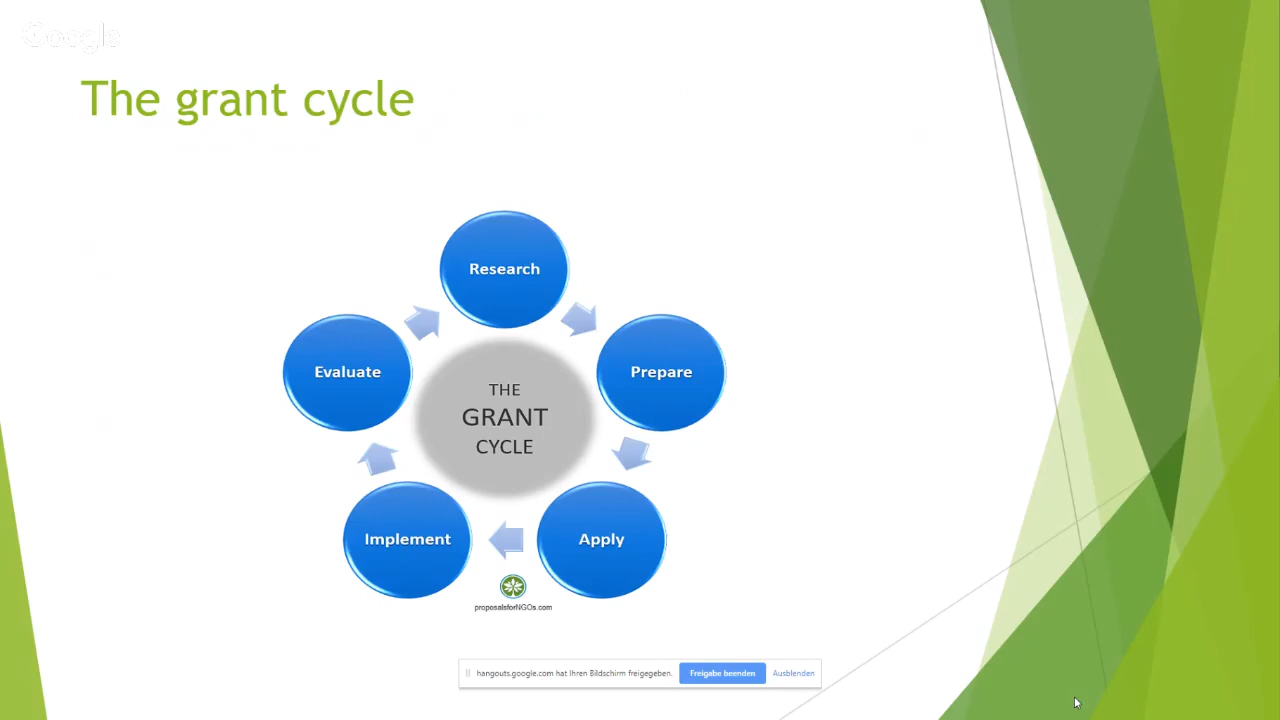 Google
The grant cycle
Research
Evaluate
Prepare
THE
GRANT
CYCLE
Implement
Apply
proposalsforNGOs.com
hangouts.google.com hat Ihren Bildschirm freigegeben. Freigabe beenden Ausblenden